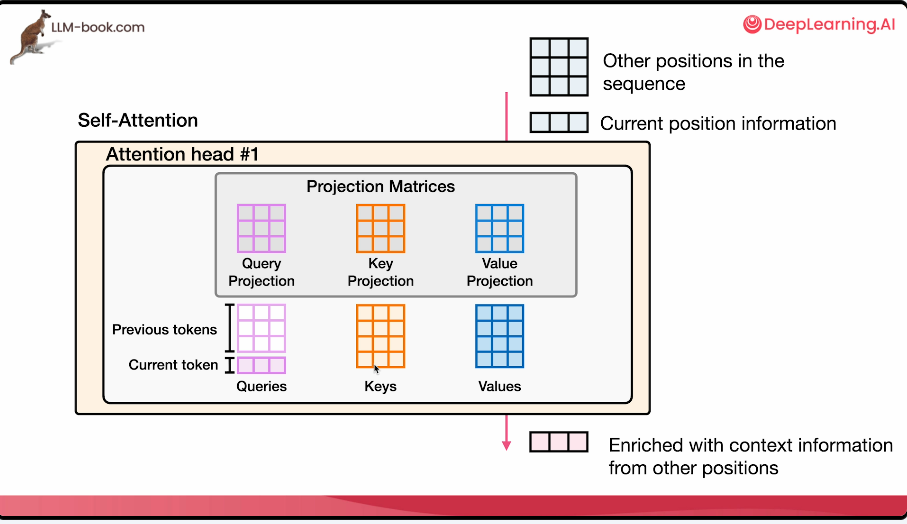 LLM-book.com
DeepLearning.AI
Other positions in the
sequence
Current position information
Self-Attention
Attention head #1
Projection Matrices
Query
Projection
Key
Projection
Value
Projection
Previous tokens
Current token
Queries
Keys
Values
Enriched with context information
from other positions